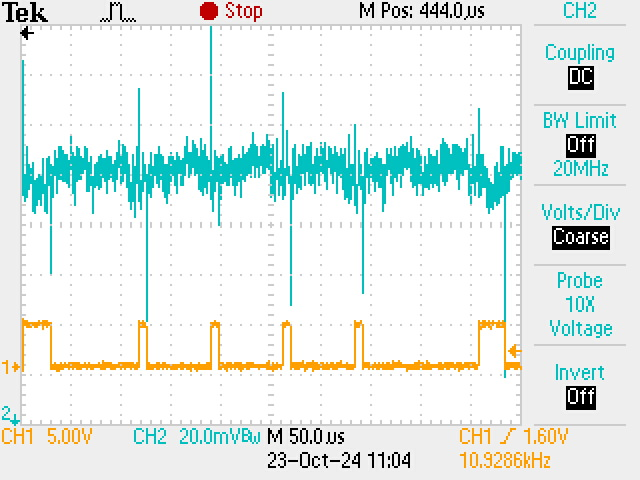 Tek Stop M Pos: 444.0µs CH2
Coupling
DC
BW Limit
Off
20MHz
Volts/Div
Coarse
Probe
10X
Voltage
1+
Invert
Off
2
CH1 5.00V CH2 20.0mVBw M 50.0µs CH1 1.60V
23-Oct-24 11:04 10.9286kHz